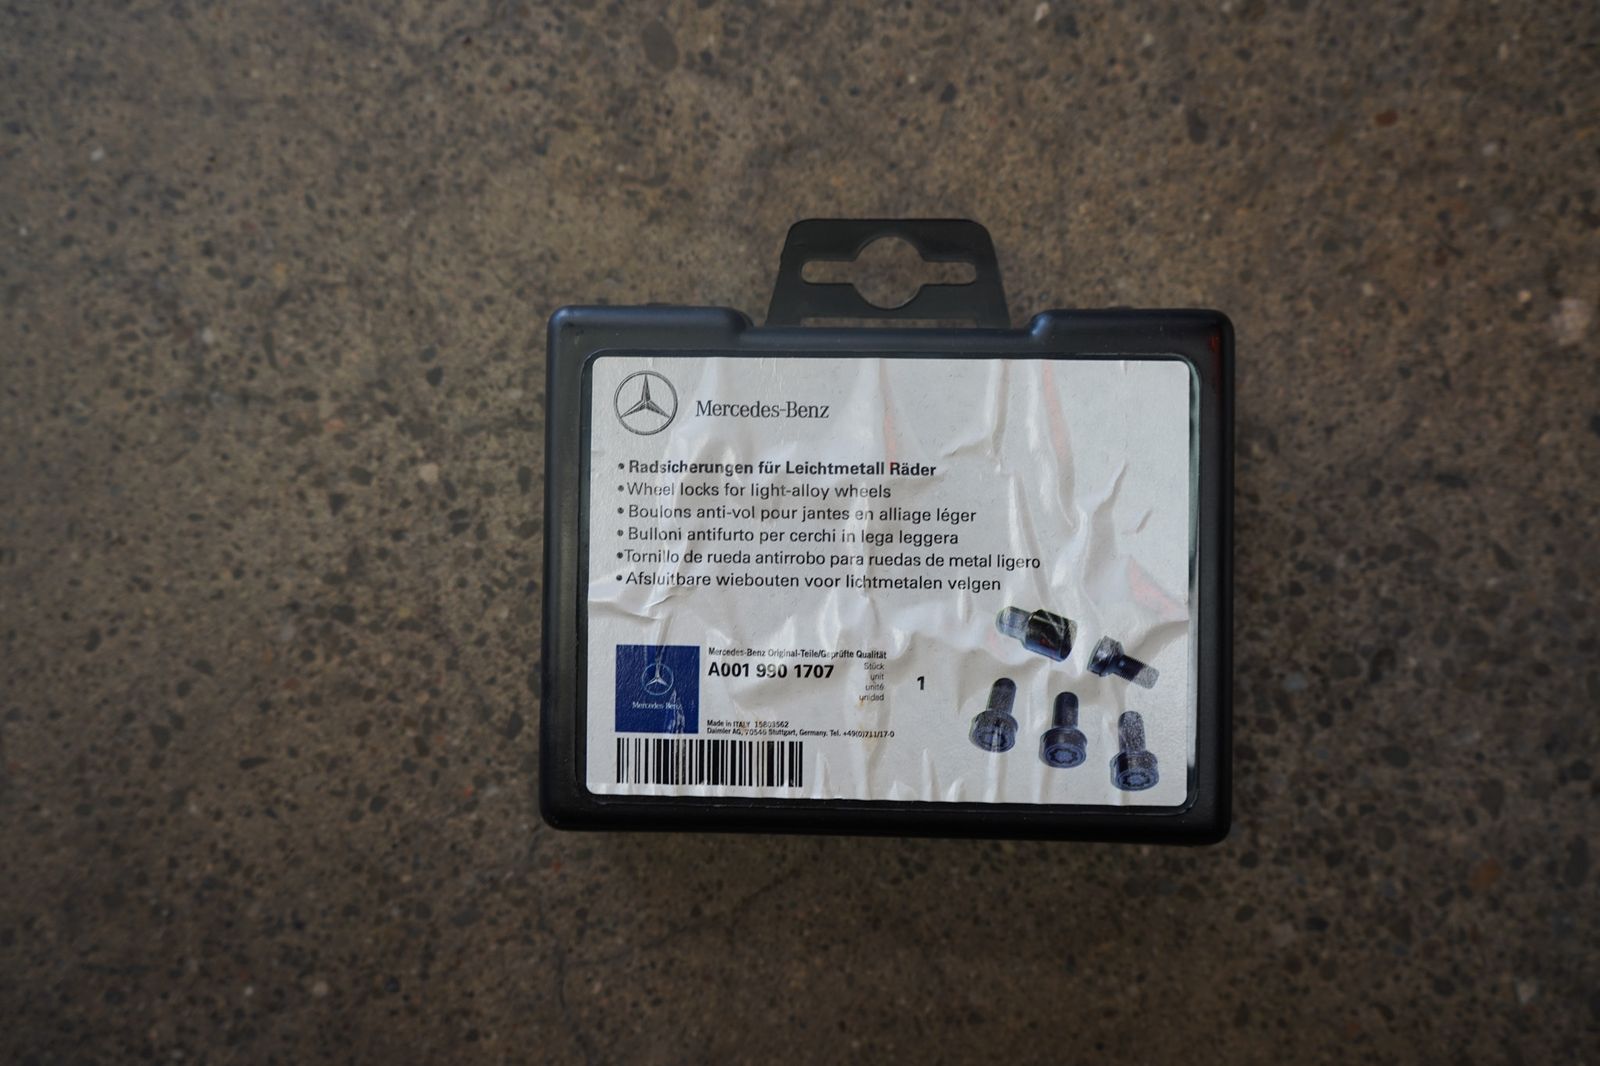 Mercedes-Benz
• Radsicherungen für Leichtmetall Räder
• Wheel locks for light-alloy wheels
• Boulons anti-vol pour jantes en alliage léger
• Bulloni antifurto per cerchi in lega leggera
• Tornillo de rueda antirrobo para ruedas de metal ligero
• Afsluitbare wiebouten voor lichtmetalen velgen
Mercedes-Benz Original-Teile/Geprüfte Qualität
A001 990 1707
Stück
unit
unité
unidad
1
Mercedes-Benz
Made in ITALY 15803562
Daimler AG, 70546 Stuttgart, Germany. Tel. +49(0)711/17-0